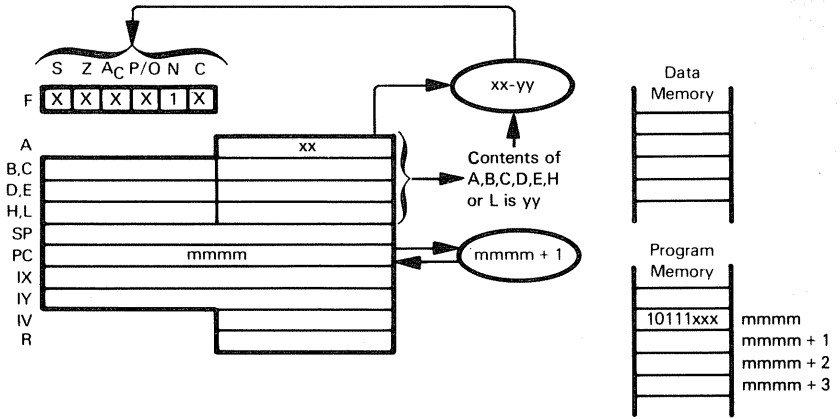 S Z AC P/O N C
F X X X X 1 X
xx-yy
Data
Memory
A xx
B,C
D,E
H,L
Contents of
A,B,C,D,E,H
or L is yy
SP
PC mmmm
mmmm + 1
IX
IY
IV
R
Program
Memory
10111xxx mmmm
mmmm + 1
mmmm + 2
mmmm + 3